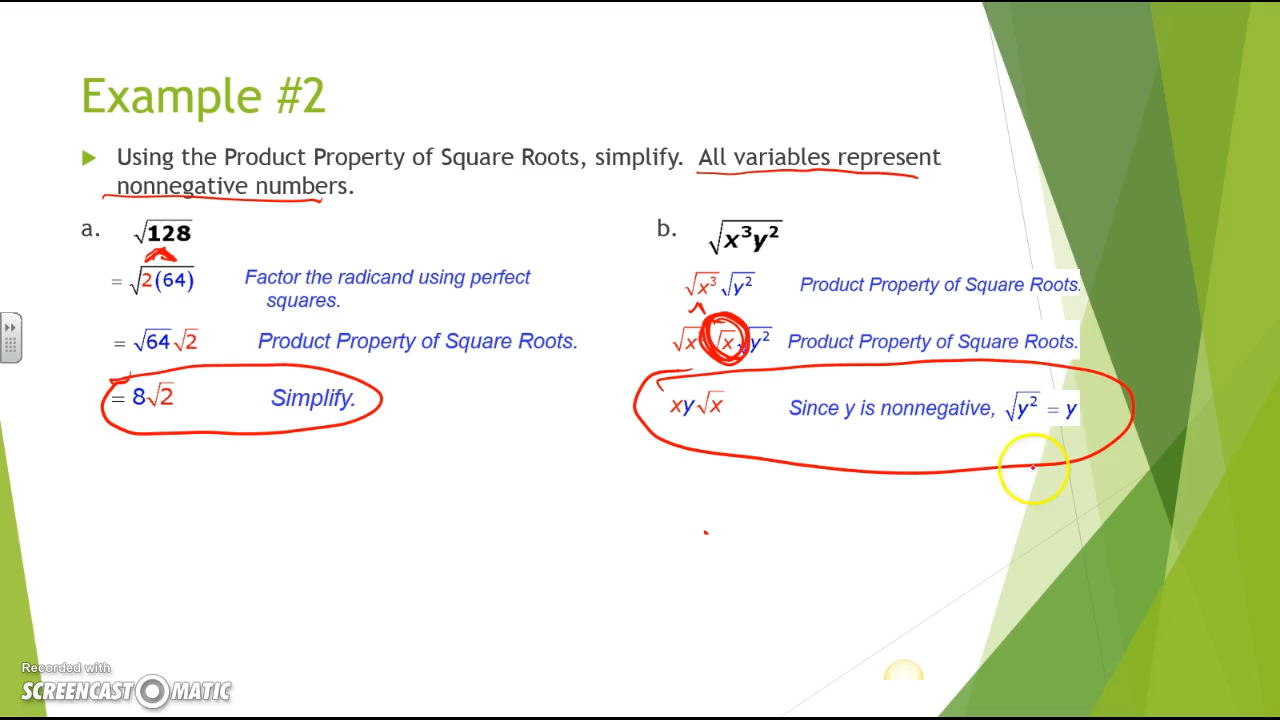 Example #2
Using the Product Property of Square Roots, simplify. All variables represent
nonnegative numbers.
a. √128
= √2(64) Factor the radicand using perfect
squares.
= √64 √2 Product Property of Square Roots.
= 8√2 Simplify.
b. √x³y²
√x³ √y² Product Property of Square Roots.
√x √x √y² Product Property of Square Roots.
xy√x Since y is nonnegative, √y² = y
Recorded with
SCREENCAST-O-MATIC